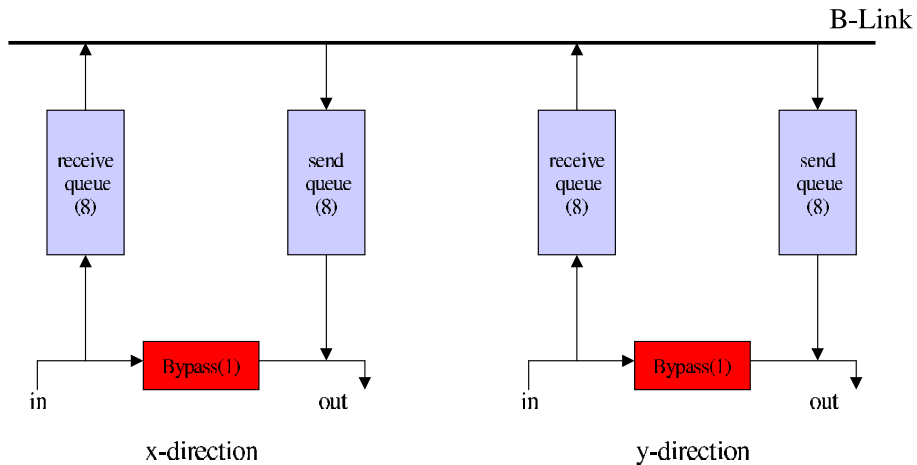 B-Link
receive
queue
(8)
send
queue
(8)
receive
queue
(8)
send
queue
(8)
Bypass(1)
Bypass(1)
in
out
in
out
x-direction
y-direction